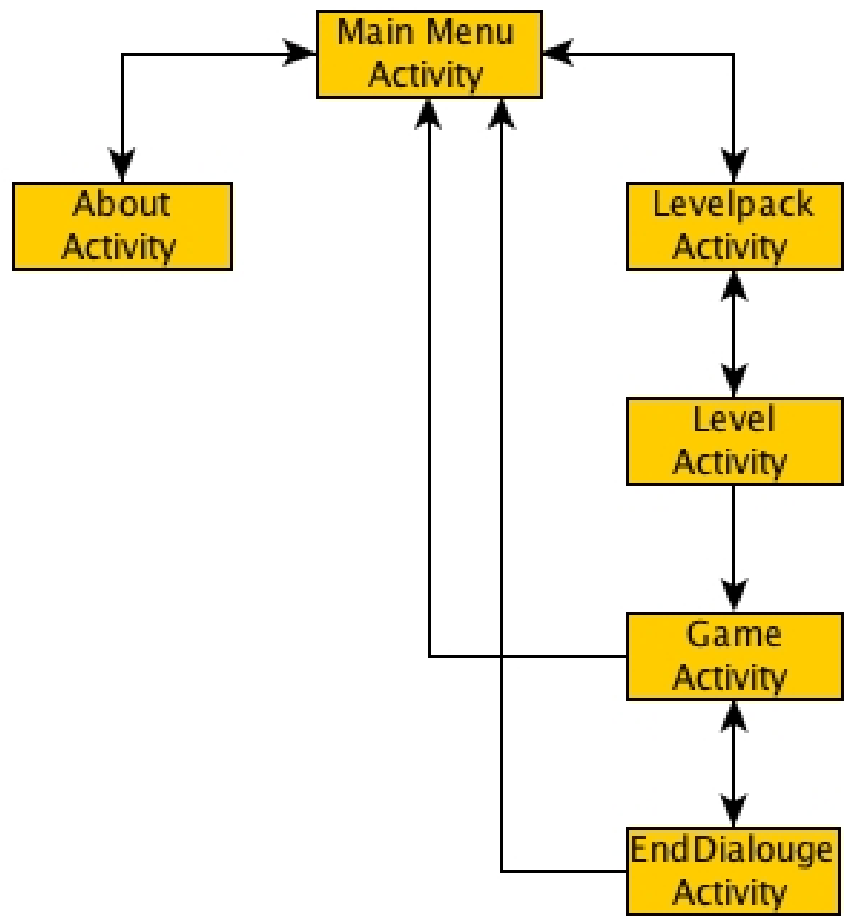 Main Menu
Activity
About
Activity
Levelpack
Activity
Level
Activity
Game
Activity
EndDialouge
Activity